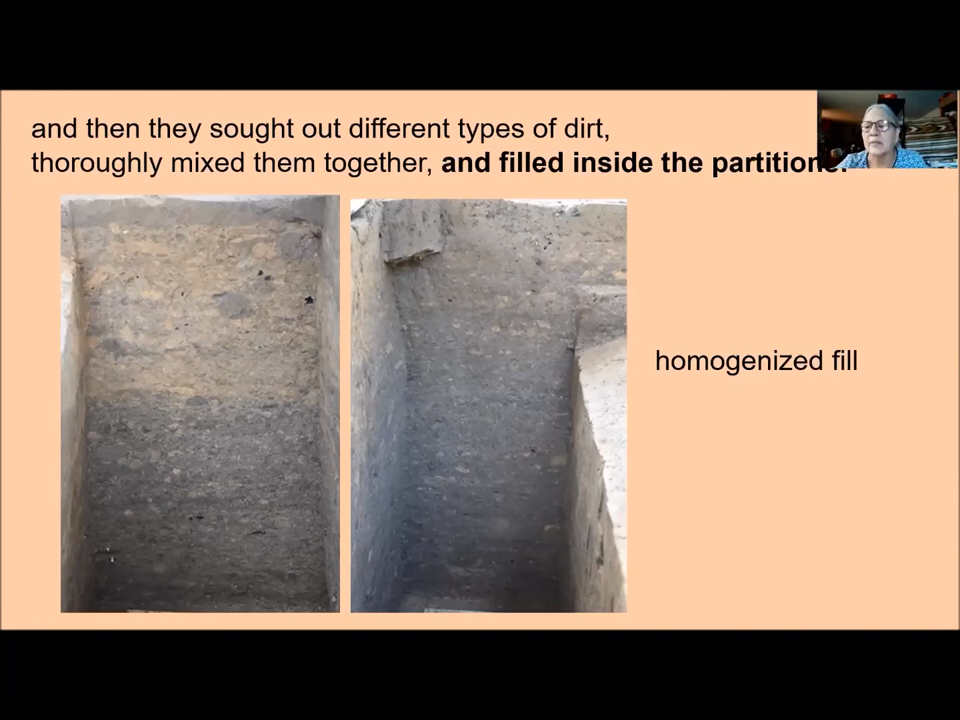 and then they sought out different types of dirt,
thoroughly mixed them together, and filled inside the partitions.
homogenized fill